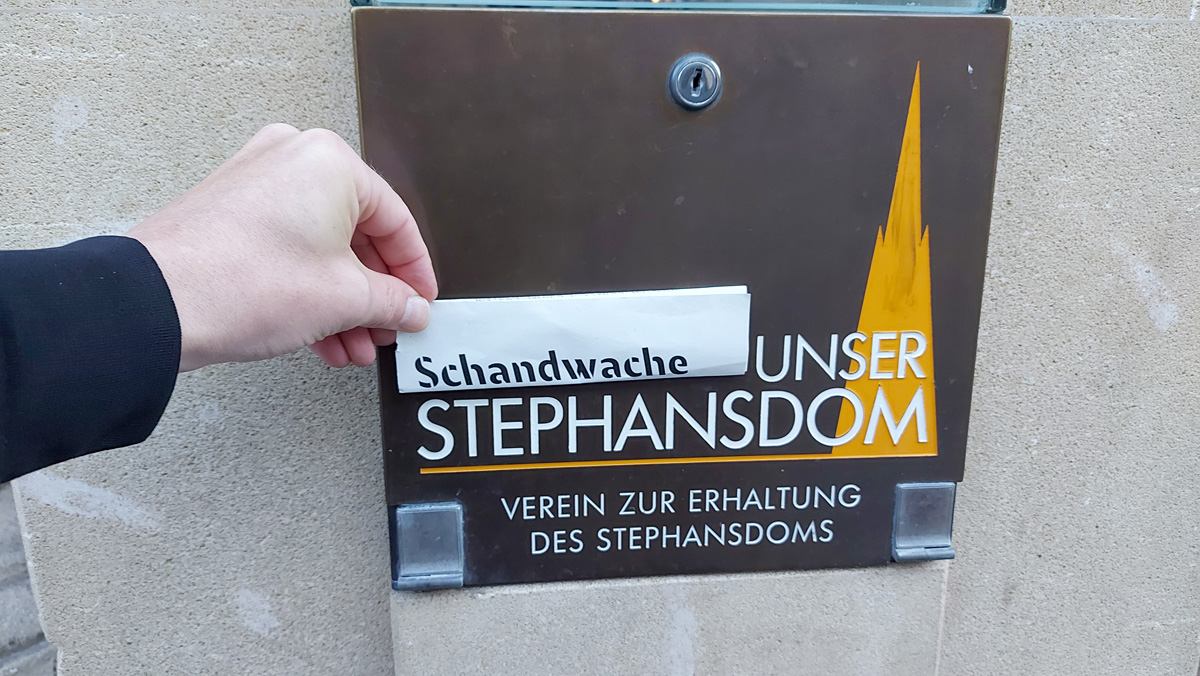 Schandwache
UNSER
STEPHANSDOM
VEREIN ZUR ERHALTUNG
DES STEPHANSDOMS